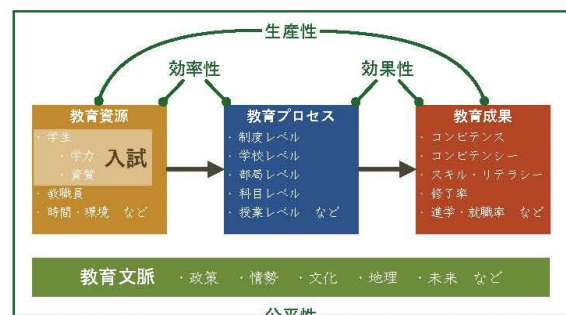 生産性
効率性
効果性
教育資源
・学生
・学力
・資質
入試
・教職員
・時間・環境 など
教育プロセス
・制度レベル
・学校レベル
・部局レベル
・科目レベル
・授業レベル など
教育成果
・コンピテンス
・コンピテンシー
・スキル・リテラシー
・修了率
・進学・就職率 など
教育文脈 ・政策 ・情勢 ・文化 ・地理 ・未来 など
公平性